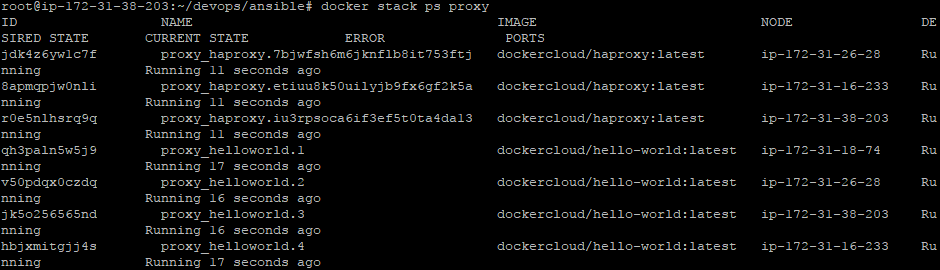 root@ip-172-31-38-203:~/devops/ansible# docker stack ps proxy
ID NAME IMAGE NODE DE
SIRED STATE CURRENT STATE ERROR PORTS
jdk4z6yw1c7f proxy_haproxy.7bjwfsh6m6jknflb8it753ftj dockercloud/haproxy:latest ip-172-31-26-28 Ru
nning Running 11 seconds ago
8apmqpjw0nli proxy_haproxy.etiuu8k50uilyjb9fx6gf2k5a dockercloud/haproxy:latest ip-172-31-16-233 Ru
nning Running 11 seconds ago
r0e5nlhsrq9q proxy_haproxy.iu3rpsoca6if3ef5t0ta4da13 dockercloud/haproxy:latest ip-172-31-38-203 Ru
nning Running 11 seconds ago
qh3paln5w5j9 proxy_helloworld.1 dockercloud/hello-world:latest ip-172-31-18-74 Ru
nning Running 17 seconds ago
v50pdqx0czdq proxy_helloworld.2 dockercloud/hello-world:latest ip-172-31-26-28 Ru
nning Running 16 seconds ago
jk5o256565nd proxy_helloworld.3 dockercloud/hello-world:latest ip-172-31-38-203 Ru
nning Running 16 seconds ago
hbjxmitgjj4s proxy_helloworld.4 dockercloud/hello-world:latest ip-172-31-16-233 Ru
nning Running 17 seconds ago